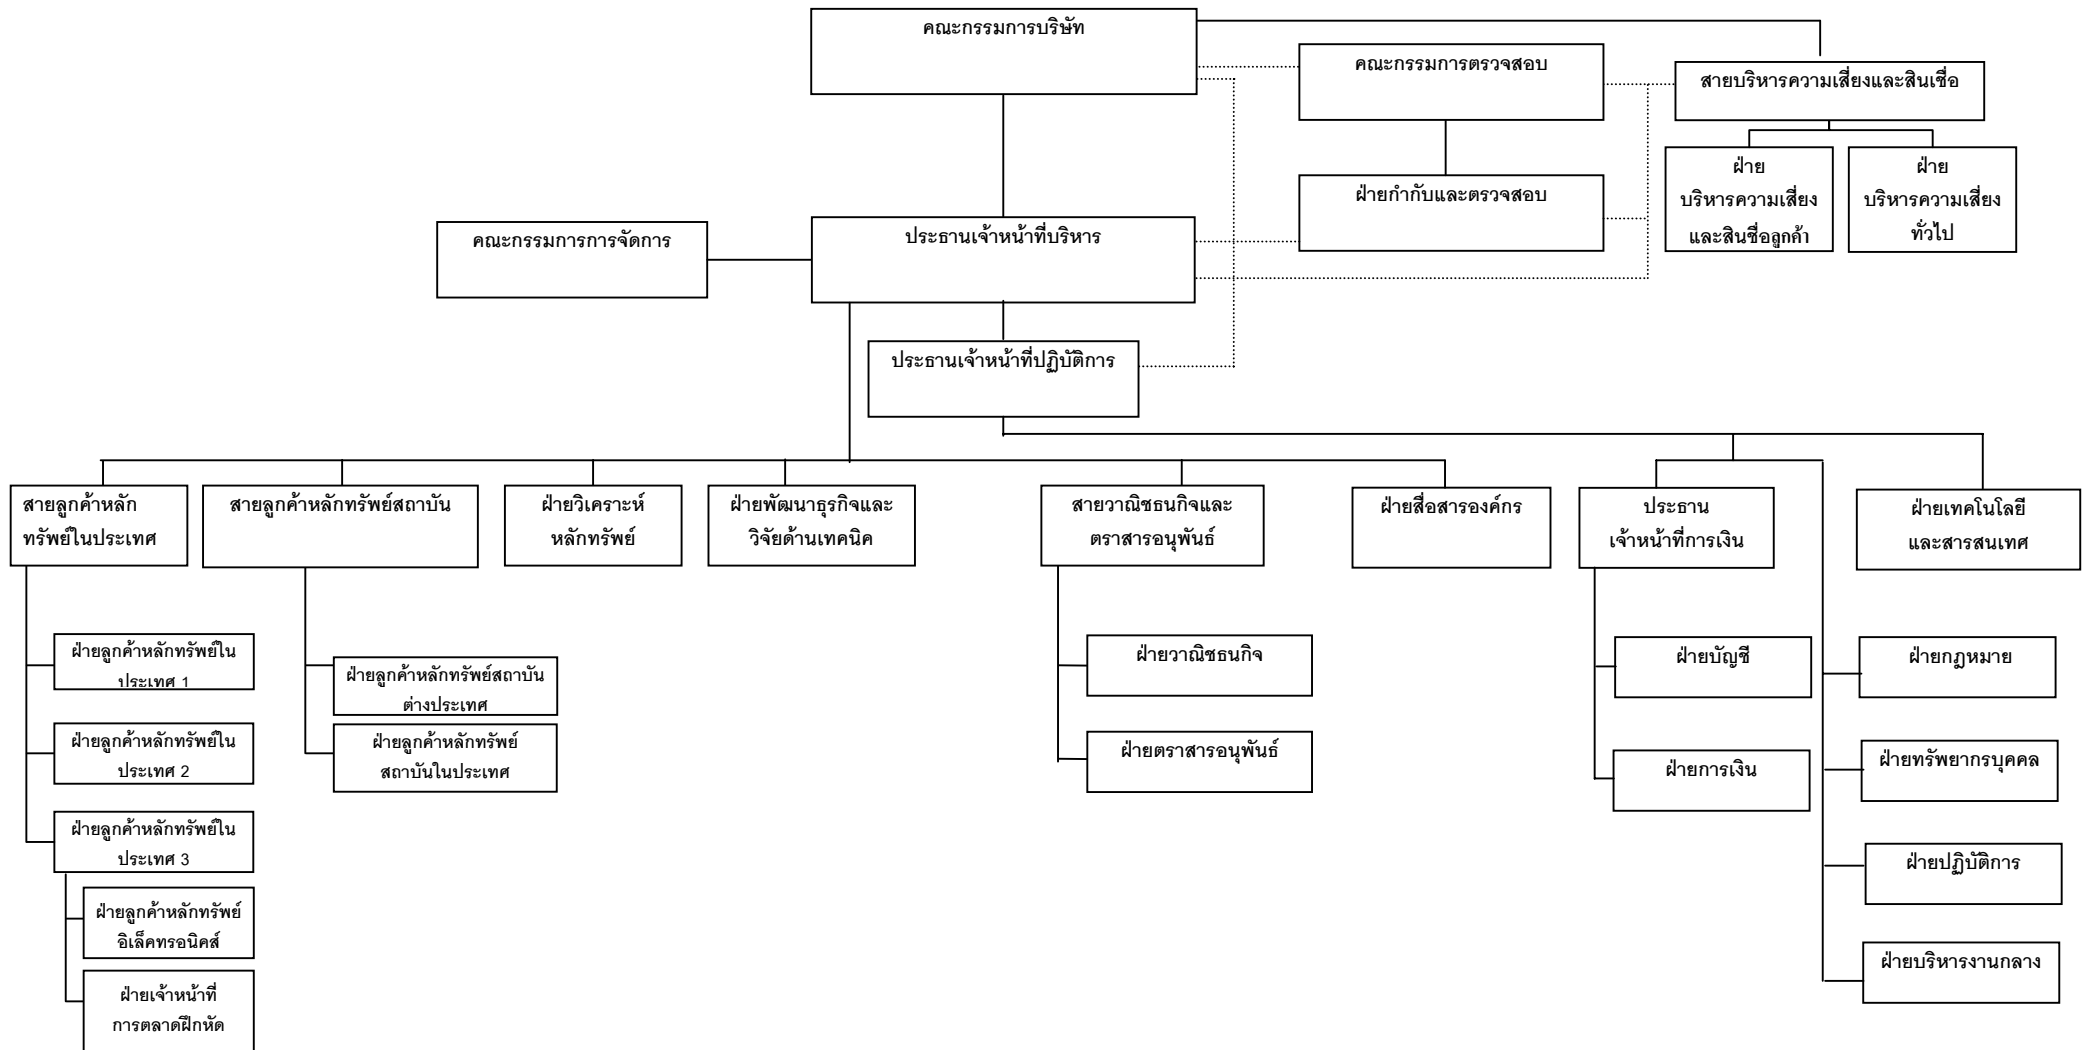 คณะกรรมการบริษัท
คณะกรรมการตรวจสอบ
สายบริหารความเสี่ยงและสินเชื่อ
ฝ่าย
บริหารความเสี่ยง
และสินชื่อลูกค้า
ฝ่าย
บริหารความเสี่ยง
ทั่วไป
ฝ่ายกำกับและตรวจสอบ
คณะกรรมการการจัดการ
ประธานเจ้าหน้าที่บริหาร
ประธานเจ้าหน้าที่ปฏิบัติการ
สายลูกค้าหลัก
ทรัพย์ในประเทศ
สายลูกค้าหลักทรัพย์สถาบัน
ฝ่ายวิเคราะห์
หลักทรัพย์
ฝ่ายพัฒนาธุรกิจและ
วิจัยด้านเทคนิค
สายวาณิชธนกิจและ
ตราสารอนุพันธ์
ฝ่ายสื่อสารองค์กร
ประธาน
เจ้าหน้าที่การเงิน
ฝ่ายเทคโนโลยี
และสารสนเทศ
ฝ่ายลูกค้าหลักทรัพย์ใน
ประเทศ 1
ฝ่ายลูกค้าหลักทรัพย์ใน
ประเทศ 2
ฝ่ายลูกค้าหลักทรัพย์ใน
ประเทศ 3
ฝ่ายลูกค้าหลักทรัพย์
อิเล็คทรอนิคส์
ฝ่ายเจ้าหน้าที่
การตลาดฝึกหัด
ฝ่ายลูกค้าหลักทรัพย์สถาบัน
ต่างประเทศ
ฝ่ายลูกค้าหลักทรัพย์
สถาบันในประเทศ
ฝ่ายวาณิชธนกิจ
ฝ่ายตราสารอนุพันธ์
ฝ่ายบัญชี
ฝ่ายการเงิน
ฝ่ายกฎหมาย
ฝ่ายทรัพยากรบุคคล
ฝ่ายปฏิบัติการ
ฝ่ายบริหารงานกลาง